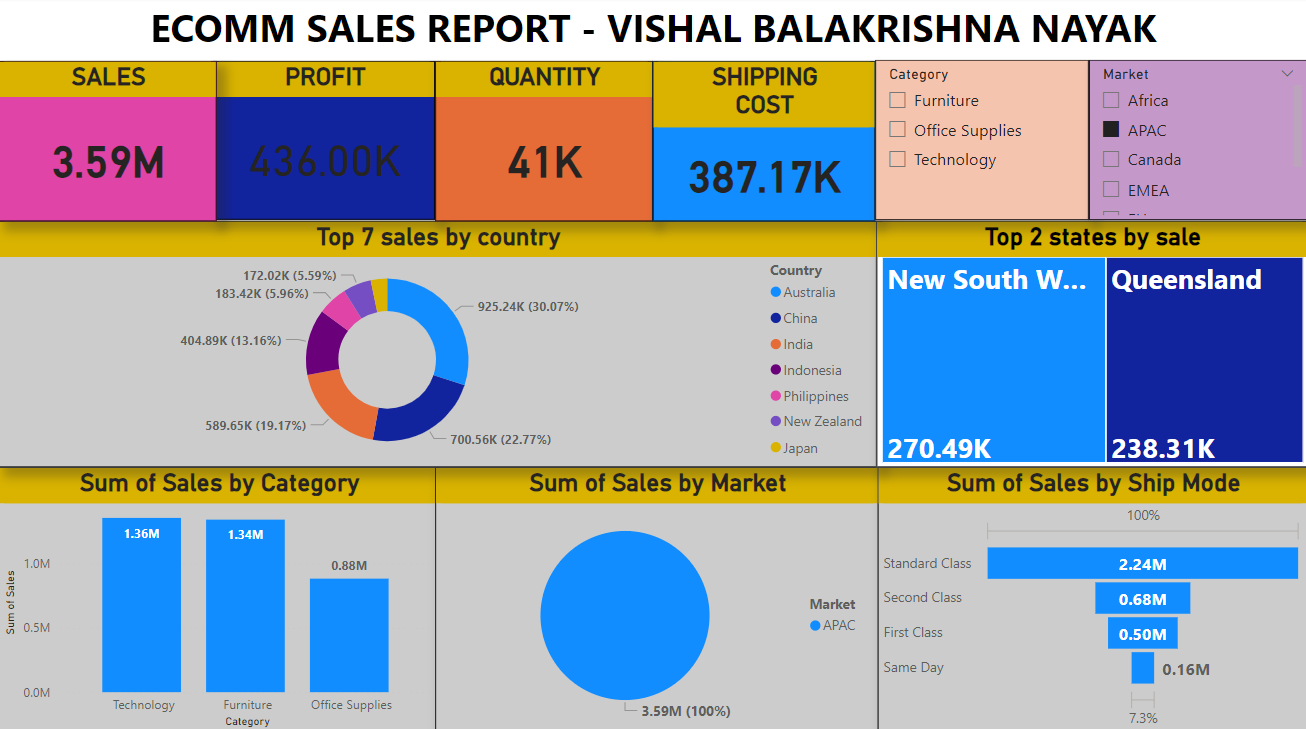 ECOMM SALES REPORT - VISHAL BALAKRISHNA NAYAK
SALES
3.59M
PROFIT
436.00K
QUANTITY
41K
SHIPPING
COST
387.17K
Category
Furniture
Office Supplies
Technology
Market
Africa
APAC
Canada
EMEA
Top 7 sales by country
172.02K (5.59%)
183.42K (5.96%)
404.89K (13.16%)
589.65K (19.17%)
925.24K (30.07%)
700.56K (22.77%)
Country
Australia
China
India
Indonesia
Philippines
New Zealand
Japan
Top 2 states by sale
New South W...
270.49K
Queensland
238.31K
Sum of Sales by Category
Sum of Sales
1.0M
0.5M
0.0M
1.36M
1.34M
0.88M
Technology
Furniture
Office Supplies
Category
Sum of Sales by Market
Market
APAC
3.59M (100%)
Sum of Sales by Ship Mode
100%
Standard Class
2.24M
Second Class
0.68M
First Class
0.50M
Same Day
0.16M
7.3%